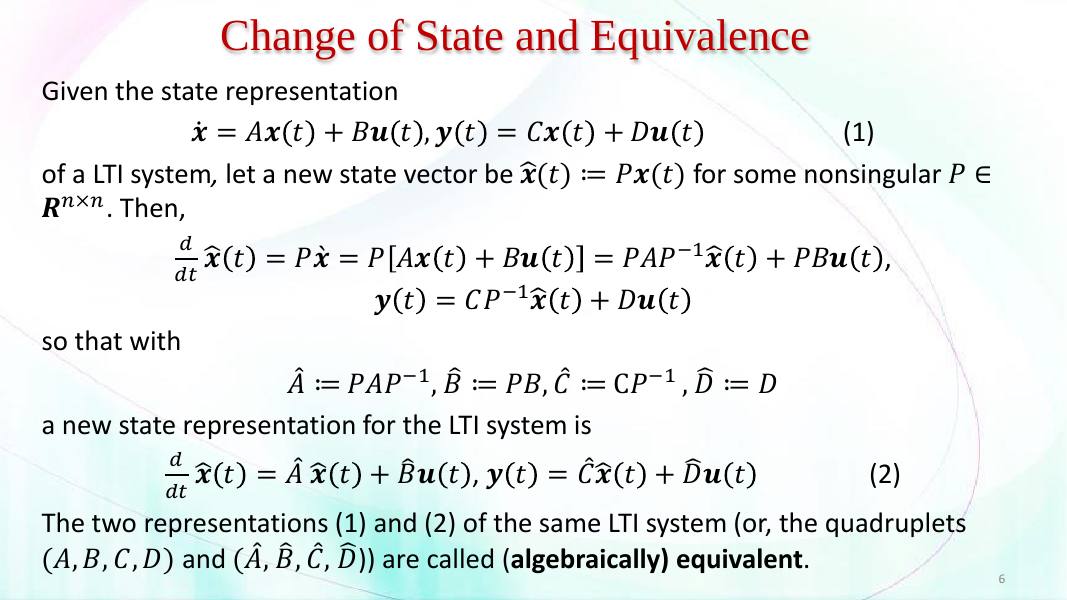 Change of State and Equivalence
Given the state representation
𝒙̇ = 𝐴𝒙(𝑡) + 𝐵𝒖(𝑡), 𝒚(𝑡) = 𝐶𝒙(𝑡) + 𝐷𝒖(𝑡) (1)
of a LTI system, let a new state vector be 𝒙̂(𝑡) ≔ 𝑃𝒙(𝑡) for some nonsingular 𝑃 ∈
𝑹ⁿˣⁿ. Then,
𝑑/𝑑𝑡 𝒙̂(𝑡) = 𝑃𝒙̀ = 𝑃[𝐴𝒙(𝑡) + 𝐵𝒖(𝑡)] = 𝑃𝐴𝑃⁻¹𝒙̂(𝑡) + 𝑃𝐵𝒖(𝑡),
𝒚(𝑡) = 𝐶𝑃⁻¹𝒙̂(𝑡) + 𝐷𝒖(𝑡)
so that with
𝐴̂ ≔ 𝑃𝐴𝑃⁻¹, 𝐵̂ ≔ 𝑃𝐵, 𝐶̂ ≔ C𝑃⁻¹ , 𝐷̂ ≔ 𝐷
a new state representation for the LTI system is
𝑑/𝑑𝑡 𝒙̂(𝑡) = 𝐴̂ 𝒙̂(𝑡) + 𝐵̂𝒖(𝑡), 𝒚(𝑡) = 𝐶̂𝒙̂(𝑡) + 𝐷̂𝒖(𝑡) (2)
The two representations (1) and (2) of the same LTI system (or, the quadruplets
(𝐴, 𝐵, 𝐶, 𝐷) and (𝐴̂, 𝐵̂, 𝐶̂, 𝐷̂)) are called (algebraically) equivalent.
6